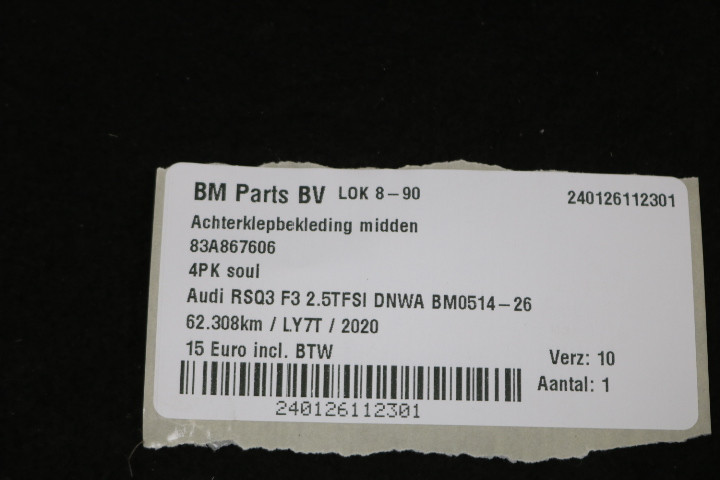 BM Parts BV LOK 8-90 240126112301
Achterklepbekleding midden
83A867606
4PK soul
Audi RSQ3 F3 2.5TFSI DNWA BM0514-26
62.308km / LY7T / 2020
15 Euro incl. BTW Verz: 10
Aantal: 1
240126112301